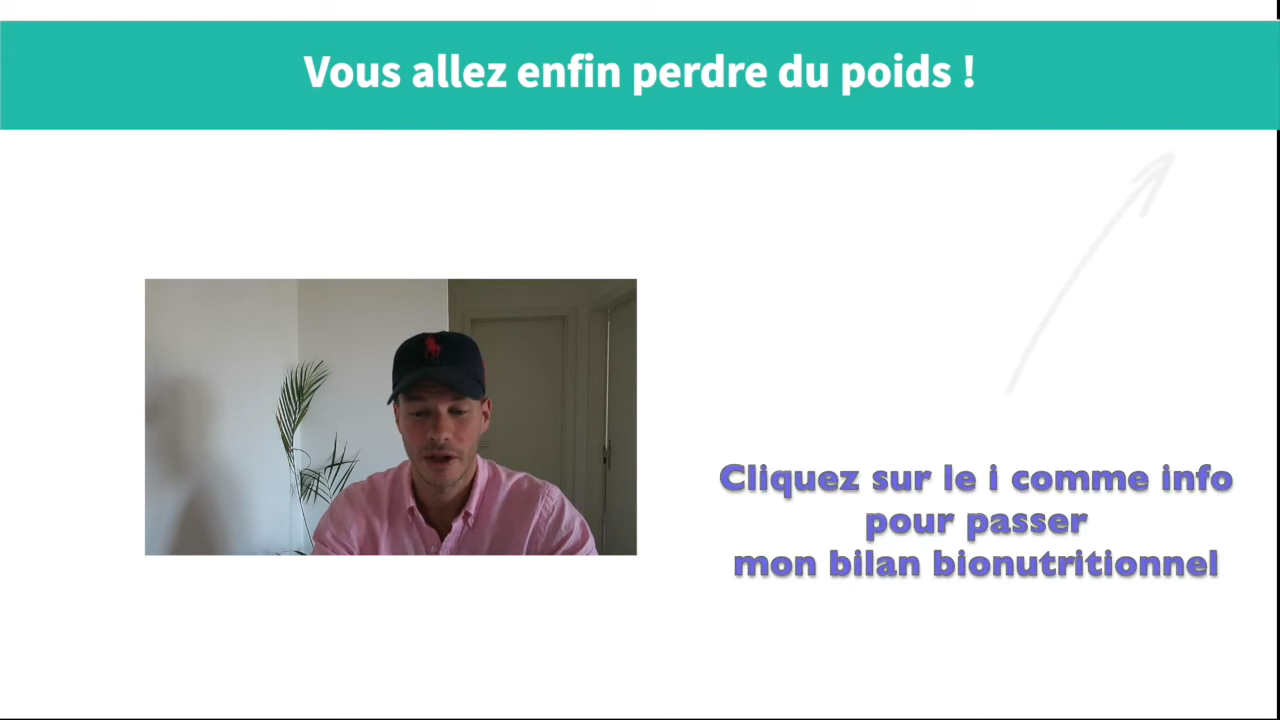 Vous allez enfin perdre du poids !
Cliquez sur le i comme info
pour passer
mon bilan bionutritionnel